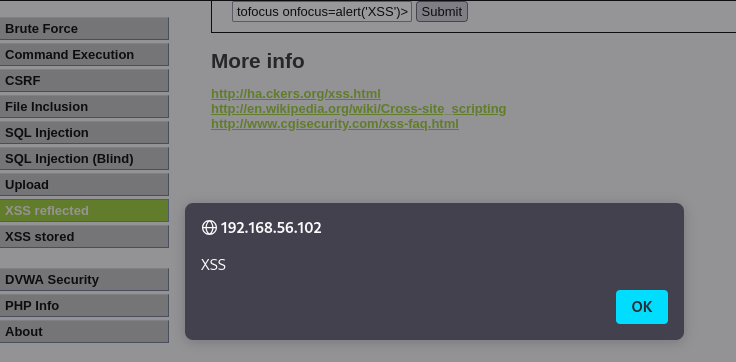 tofocus onfocus=alert('XSS')> Submit
Brute Force
Command Execution
CSRF
File Inclusion
SQL Injection
SQL Injection (Blind)
Upload
XSS reflected
XSS stored
DVWA Security
PHP Info
About
More info
http://ha.ckers.org/xss.html
http://en.wikipedia.org/wiki/Cross-site_scripting
http://www.cgisecurity.com/xss-faq.html
192.168.56.102
XSS
OK